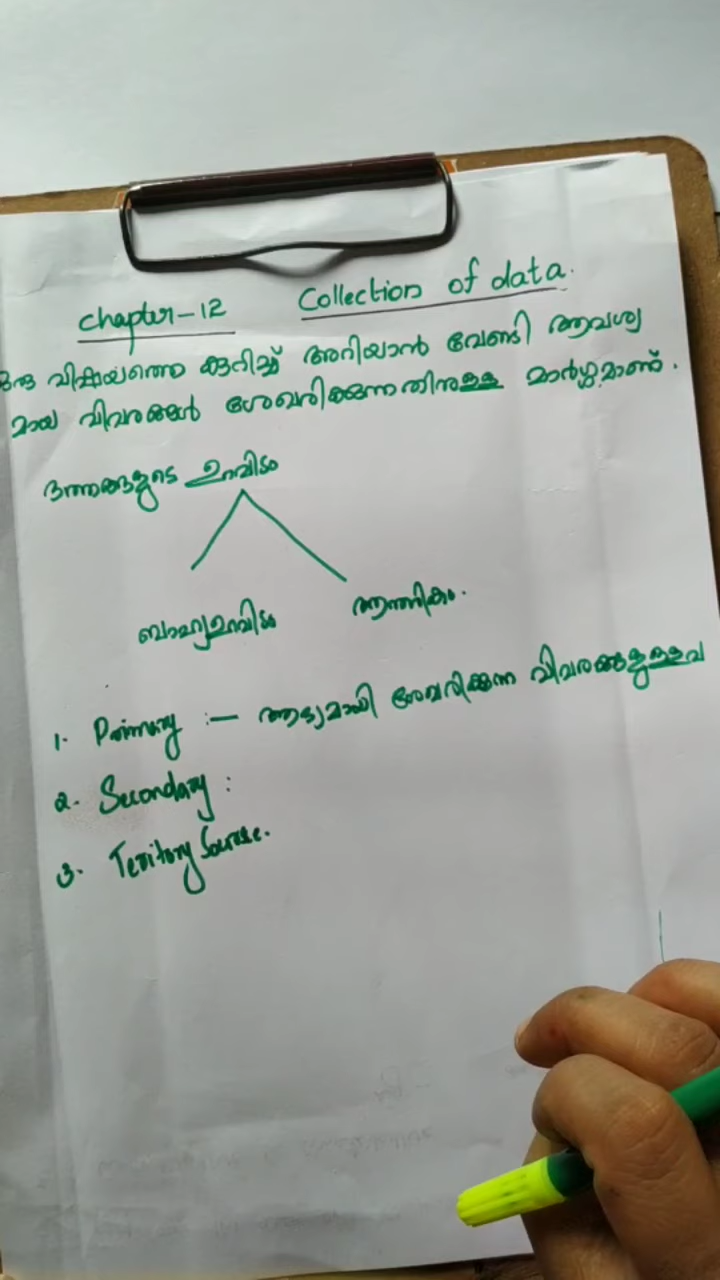 Chapter-12 Collection of data.
ഒരു വിഷയത്തെ കുറിച്ച് അറിയാൻ വേണ്ടി ആവശ്യ
മായ വിവരങ്ങൾ ശേഖരിക്കുന്നതിനുള്ള മാർഗ്ഗമാണ്.
ദത്തങ്ങളുടെ ഉറവിടം
ബാഹ്യഉറവിടം ആന്തരികം.
1. Primary :— ആദ്യമായി ശേഖരിക്കുന്ന വിവരങ്ങളുള്ളവ
2. Secondary :
3. Teritory Source.